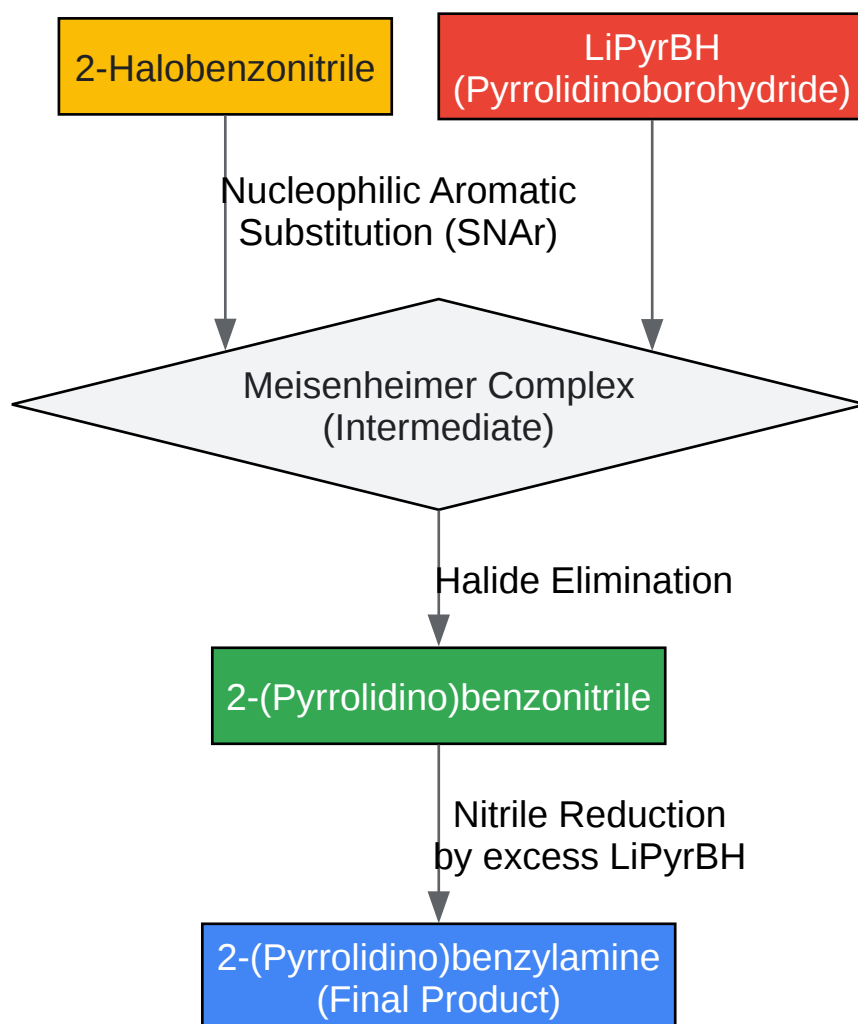 2-Halobenzonitrile
LiPyrBH
(Pyrrolidinoborohydride)
Nucleophilic Aromatic
Substitution (SNAr)
Meisenheimer Complex
(Intermediate)
Halide Elimination
2-(Pyrrolidino)benzonitrile
Nitrile Reduction
by excess LiPyrBH
2-(Pyrrolidino)benzylamine
(Final Product)